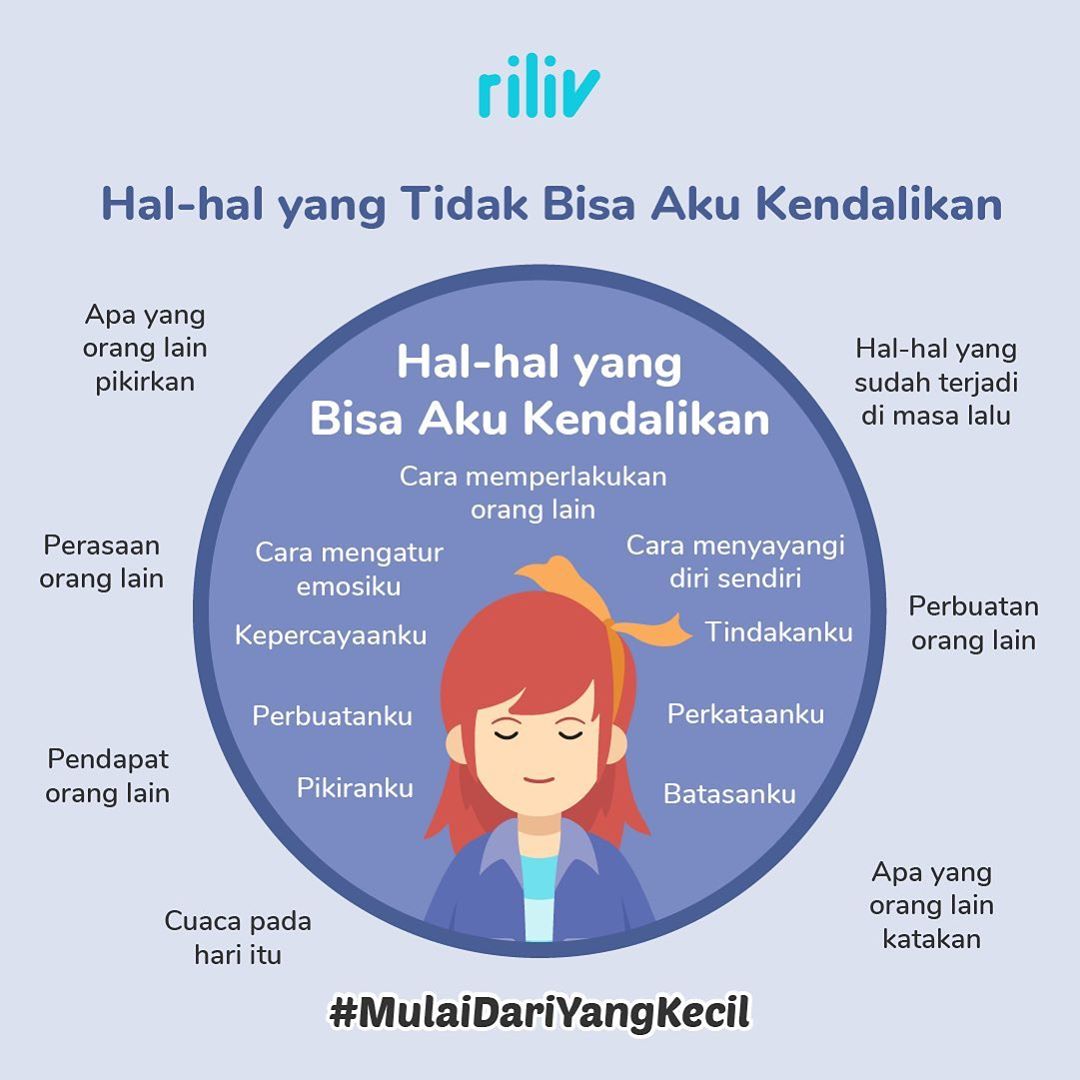 riliv
Hal-hal yang Tidak Bisa Aku Kendalikan
Apa yang
orang lain
pikirkan
Hal-hal yang
sudah terjadi
di masa lalu
Perasaan
orang lain
Perbuatan
orang lain
Pendapat
orang lain
Apa yang
orang lain
katakan
Cuaca pada
hari itu
Hal-hal yang
Bisa Aku Kendalikan
Cara memperlakukan
orang lain
Cara mengatur
emosiku
Cara menyayangi
diri sendiri
Kepercayaanku
Tindakanku
Perbuatanku
Perkataanku
Pikiranku
Batasanku
#MulaiDariYangKecil